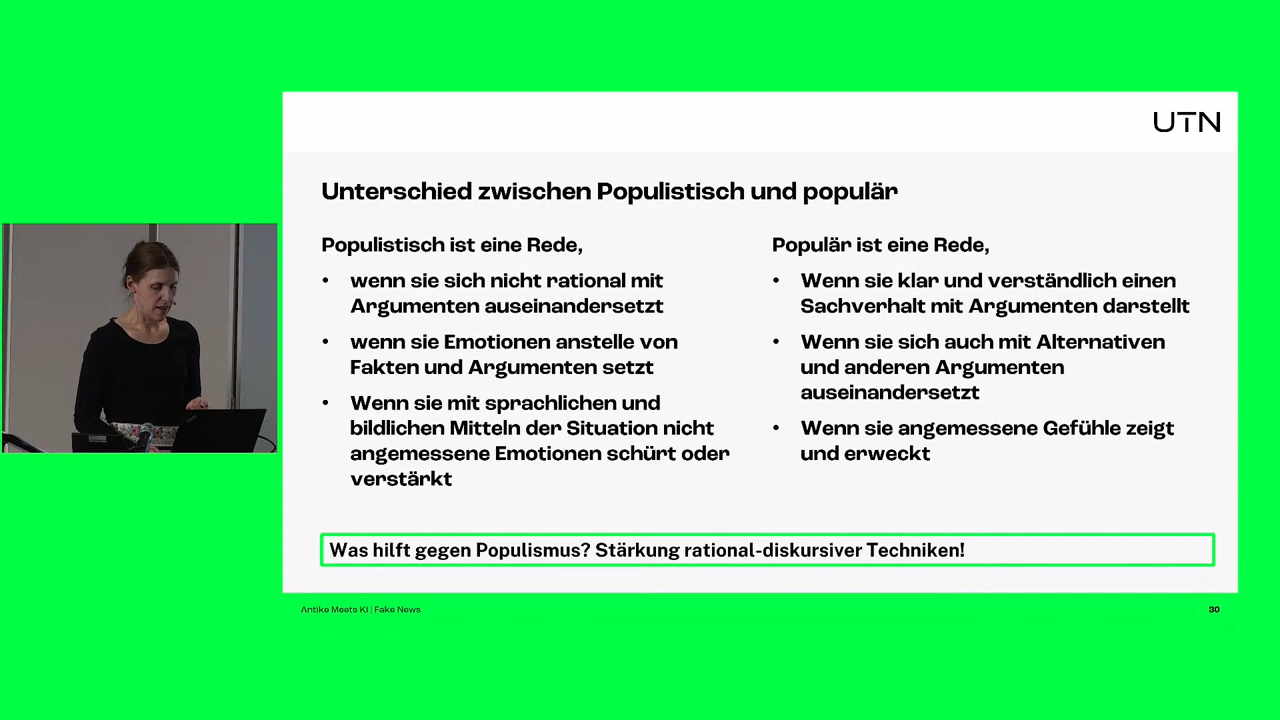 UTN
Unterschied zwischen Populistisch und populär
Populistisch ist eine Rede,
• wenn sie sich nicht rational mit
Argumenten auseinandersetzt
• wenn sie Emotionen anstelle von
Fakten und Argumenten setzt
• Wenn sie mit sprachlichen und
bildlichen Mitteln der Situation nicht
angemessene Emotionen schürt oder
verstärkt
Populär ist eine Rede,
• Wenn sie klar und verständlich einen
Sachverhalt mit Argumenten darstellt
• Wenn sie sich auch mit Alternativen
und anderen Argumenten
auseinandersetzt
• Wenn sie angemessene Gefühle zeigt
und erweckt
Was hilft gegen Populismus? Stärkung rational-diskursiver Techniken!
Antike Meets KI | Fake News
30